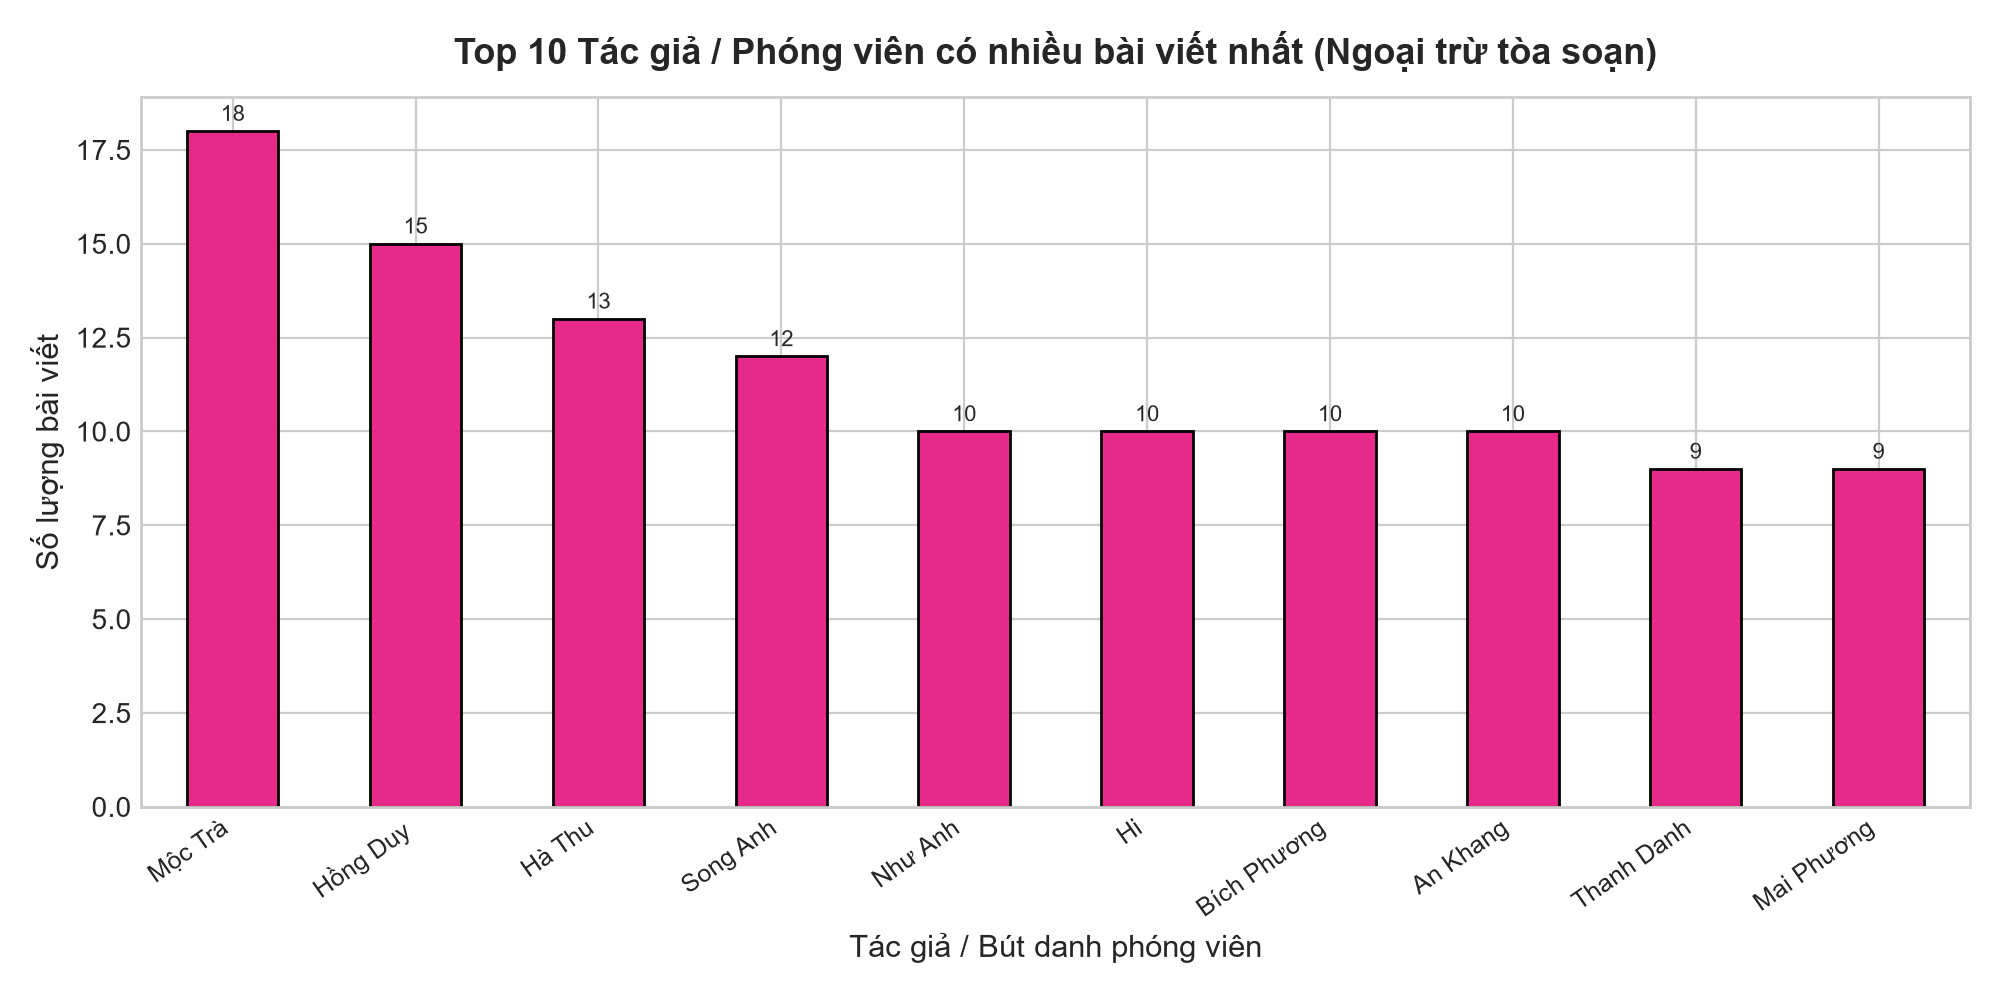 Top 10 Tác giả / Phóng viên có nhiều bài viết nhất (Ngoại trừ tòa soạn)
Số lượng bài viết
17.5
15.0
12.5
10.0
7.5
5.0
2.5
0.0
18
15
13
12
10
10
10
10
9
9
Mộc Trà
Hồng Duy
Hà Thu
Song Anh
Như Anh
Hi
Bích Phương
An Khang
Thanh Danh
Mai Phương
Tác giả / Bút danh phóng viên